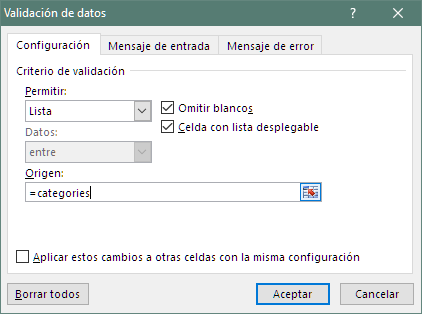 Validación de datos
Configuración Mensaje de entrada Mensaje de error
Criterio de validación
Permitir:
Lista Omitir blancos
Datos: Celda con lista desplegable
entre
Origen:
=categories
Aplicar estos cambios a otras celdas con la misma configuración
Borrar todos Aceptar Cancelar